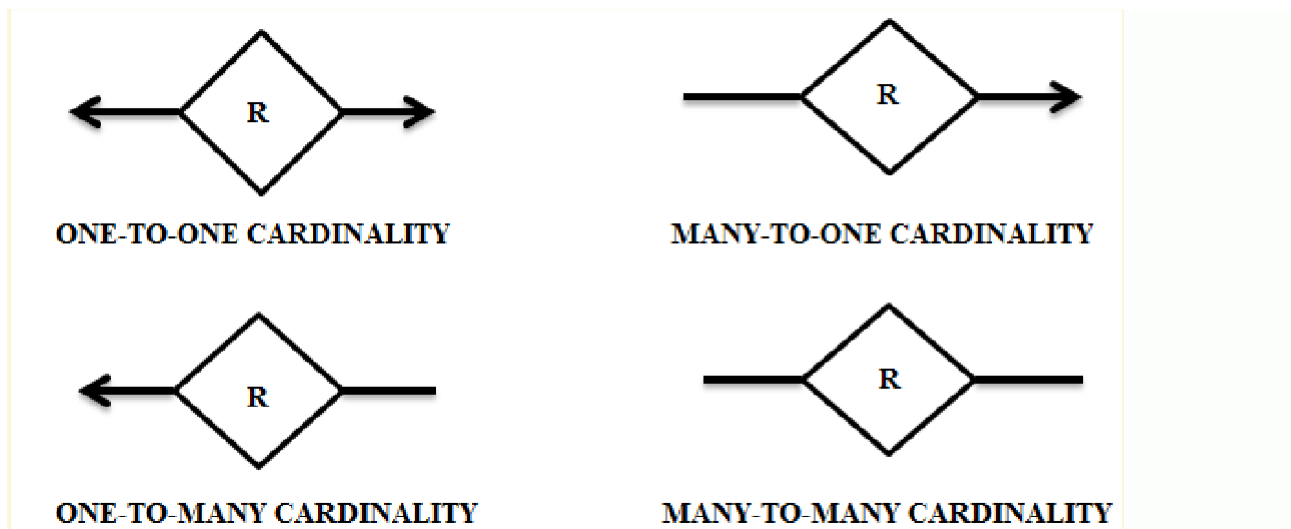 R
R
ONE-TO-ONE CARDINALITY
MANY-TO-ONE CARDINALITY
R
R
ONE-TO-MANY CARDINALITY
MANY-TO-MANY CARDINALITY